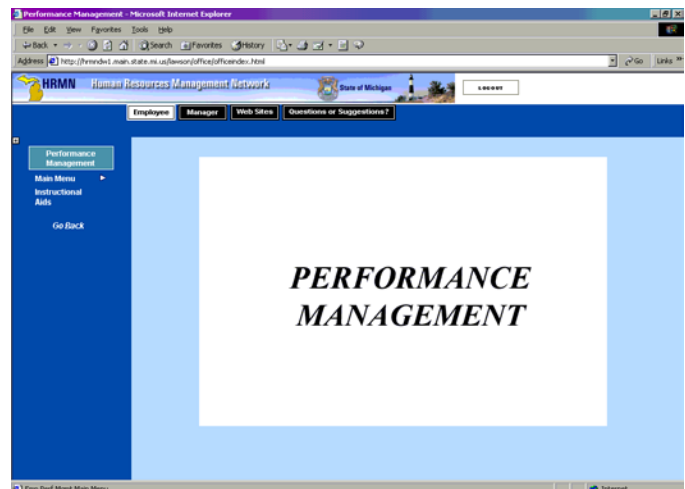 Performance Management - Microsoft Internet Explorer
File Edit View Favorites Tools Help
Back Search Favorites History
Address http://hrmndw1.main.state.mi.us/lawson/office/officeindex.html Go Links »
HRMN Human Resources Management Network State of Michigan LOGOUT
Employee Manager Web Sites Questions or Suggestions?
Performance
Management
Main Menu
Instructional
Aids
Go Back
PERFORMANCE
MANAGEMENT
Internet